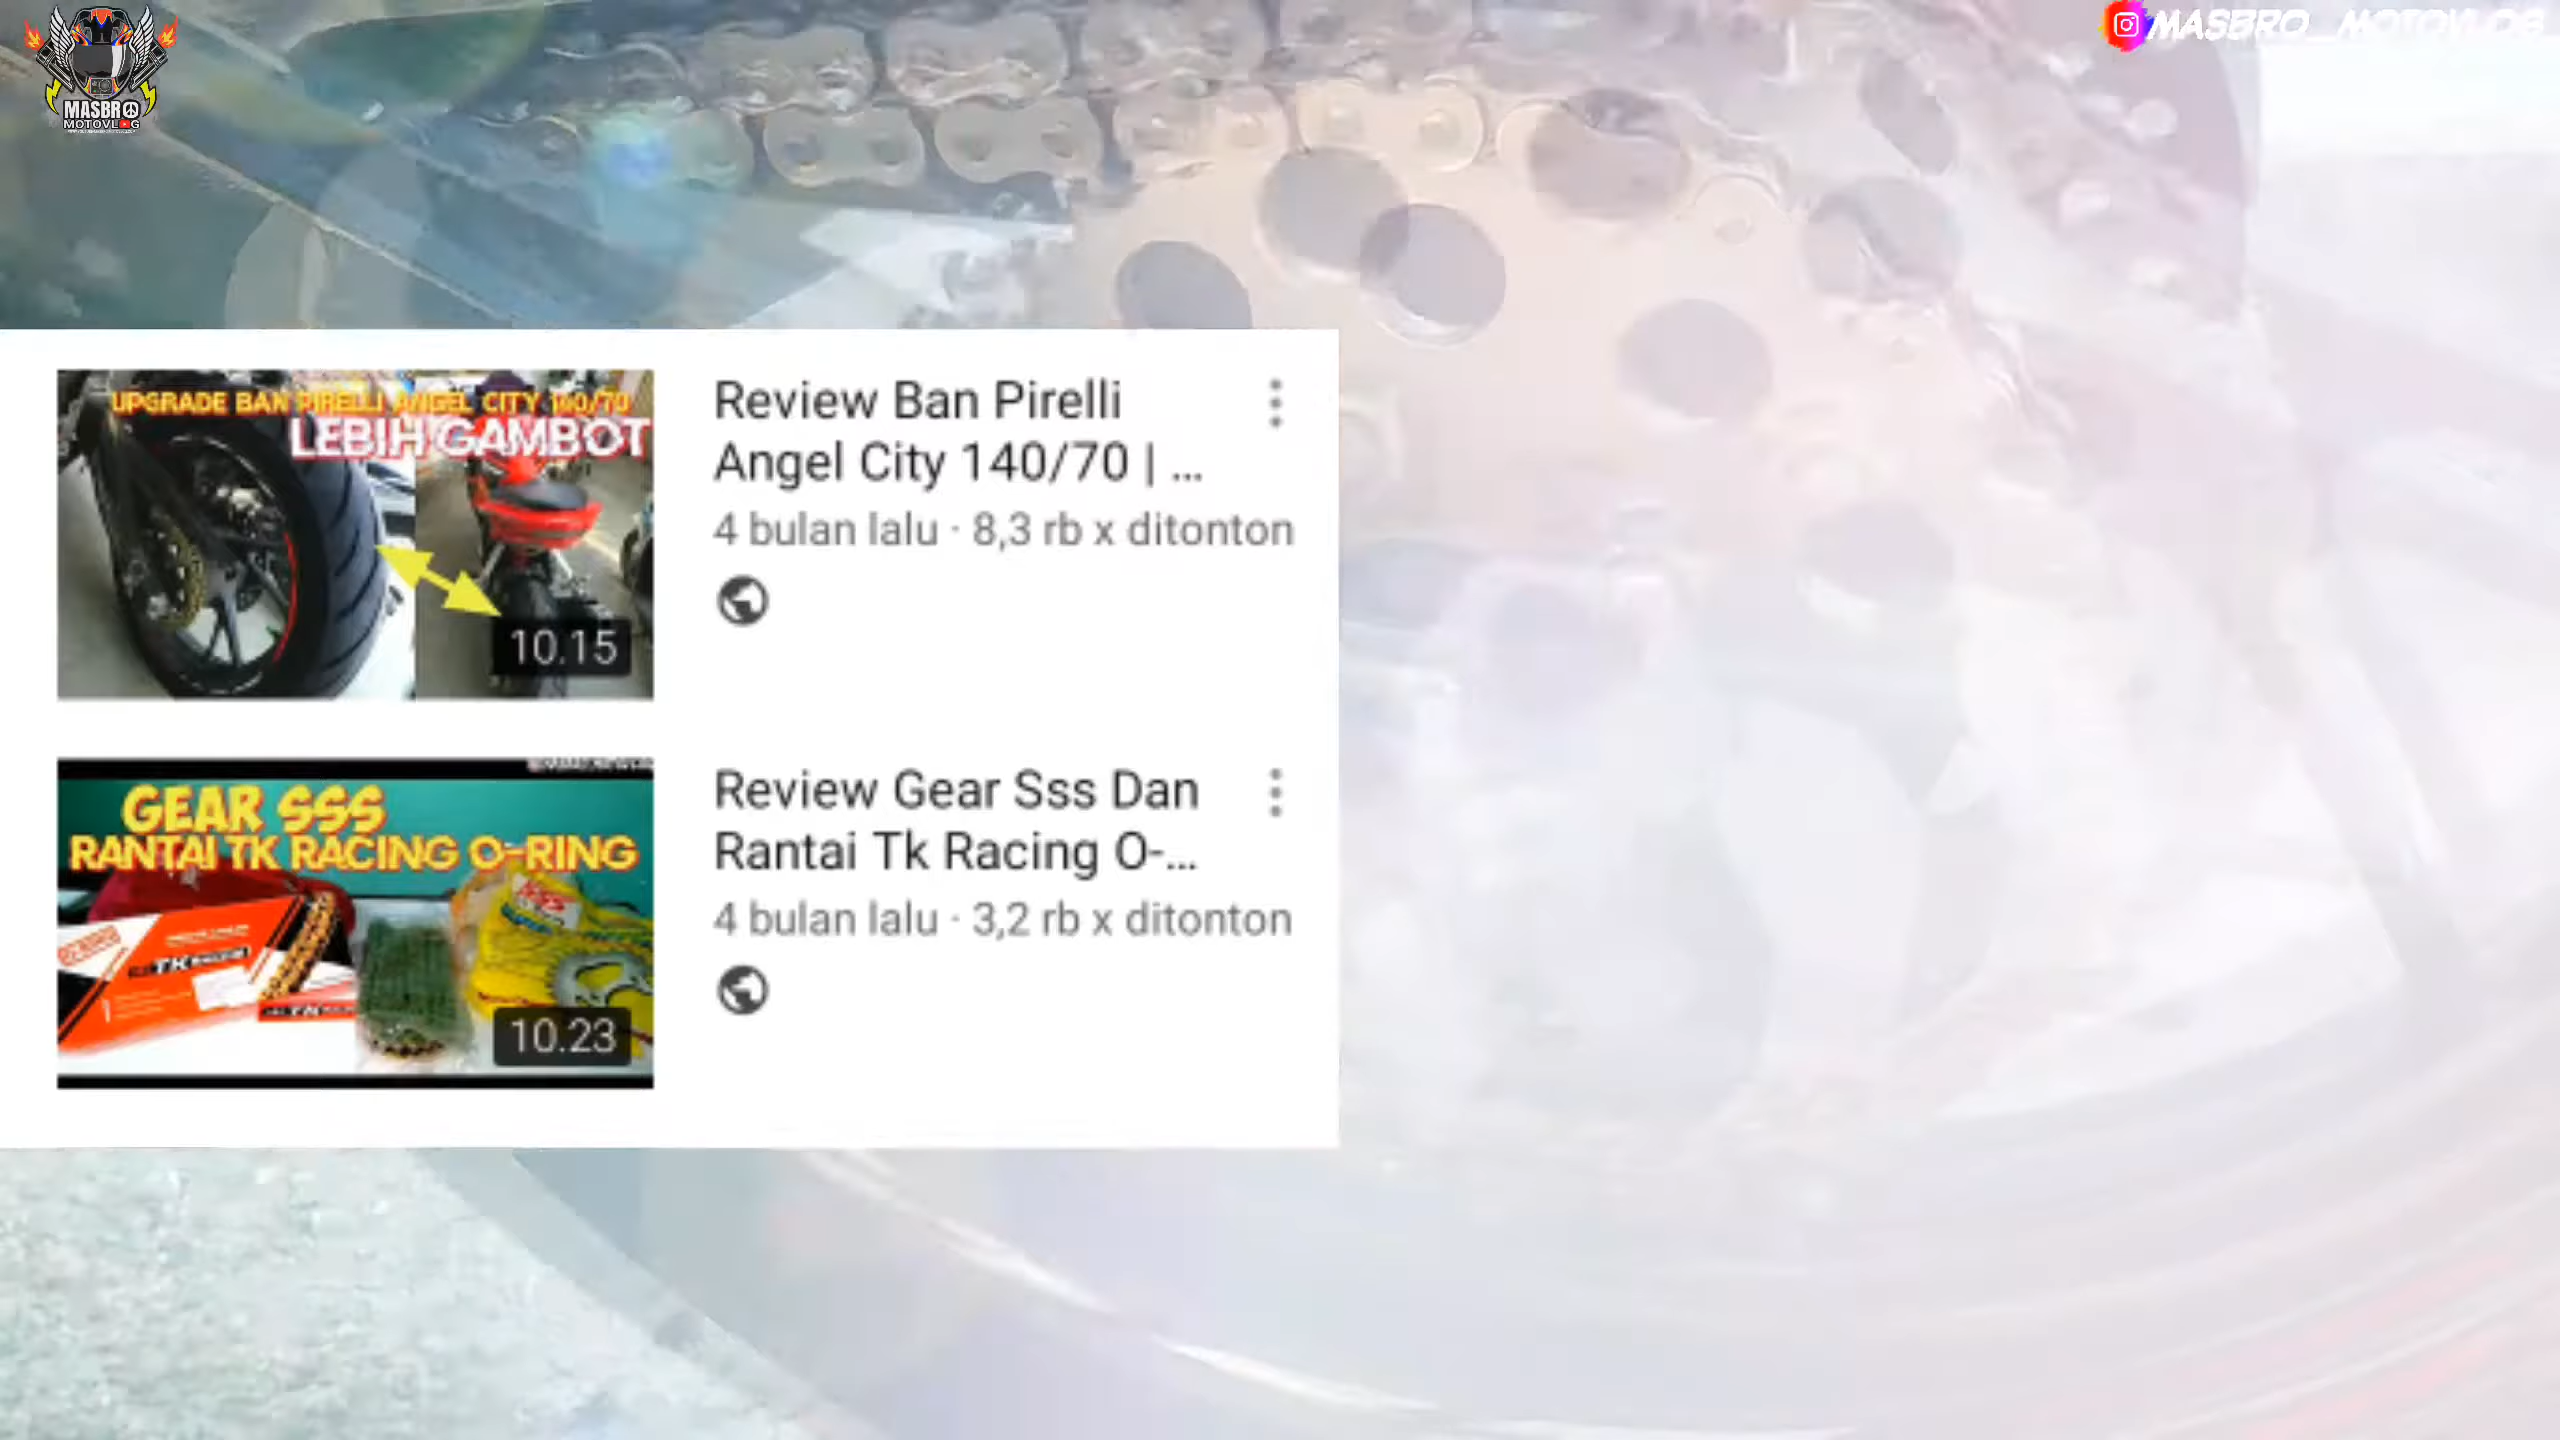 MASBRO
MOTOVLOG
MASBRO_MOTOVLOG
UPGRADE BAN PIRELLI ANGEL CITY 140/70
LEBIH GAMBOT
10.15
Review Ban Pirelli
Angel City 140/70 | ...
4 bulan lalu · 8,3 rb x ditonton
GEAR SSS
RANTAI TK RACING O-RING
TK
10.23
Review Gear Sss Dan
Rantai Tk Racing O-...
4 bulan lalu · 3,2 rb x ditonton